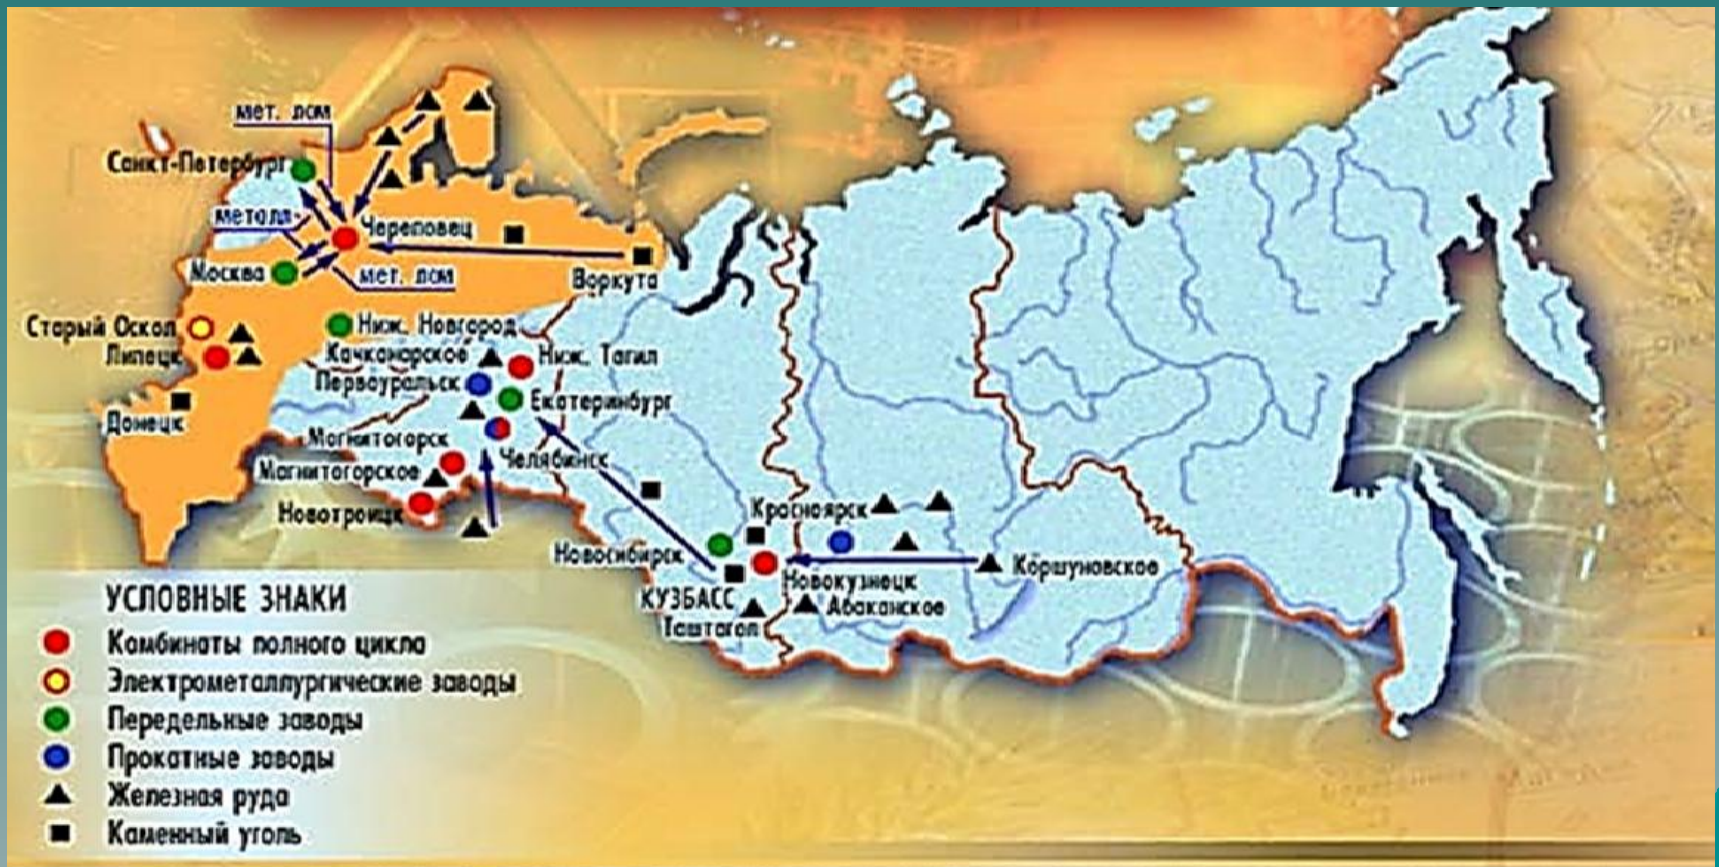 мет. лом
Санкт-Петербург
металл
Череповец
Москва
мет. лом
Воркута
Старый Оскол
Ниж. Новгород
Липецк
Качканарское
Ниж. Тагил
Первоуральск
Екатеринбург
Донецк
Магнитогорск
Челябинск
Магнитогорское
Новотроицк
Красноярск
Новосибирск
Коршуновское
Новокузнецк
КУЗБАСС
Абаканское
Таштагол
УСЛОВНЫЕ ЗНАКИ
Комбинаты полного цикла
Электрометаллургические заводы
Передельные заводы
Прокатные заводы
Железная руда
Каменный уголь